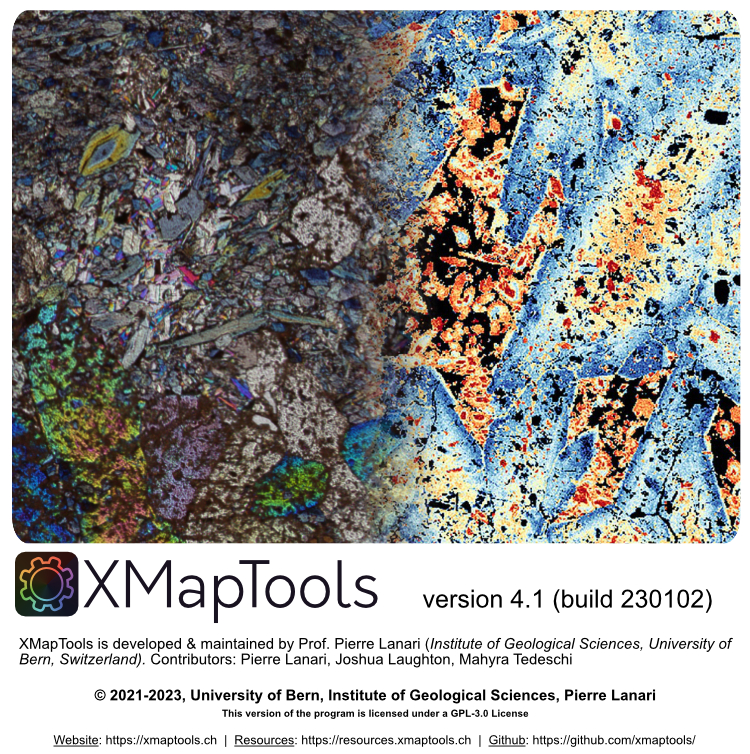 XMapTools
version 4.1 (build 230102)
XMapTools is developed & maintained by Prof. Pierre Lanari (Institute of Geological Sciences, University of
Bern, Switzerland). Contributors: Pierre Lanari, Joshua Laughton, Mahyra Tedeschi
© 2021-2023, University of Bern, Institute of Geological Sciences, Pierre Lanari
This version of the program is licensed under a GPL-3.0 License
Website: https://xmaptools.ch | Resources: https://resources.xmaptools.ch | Github: https://github.com/xmaptools/